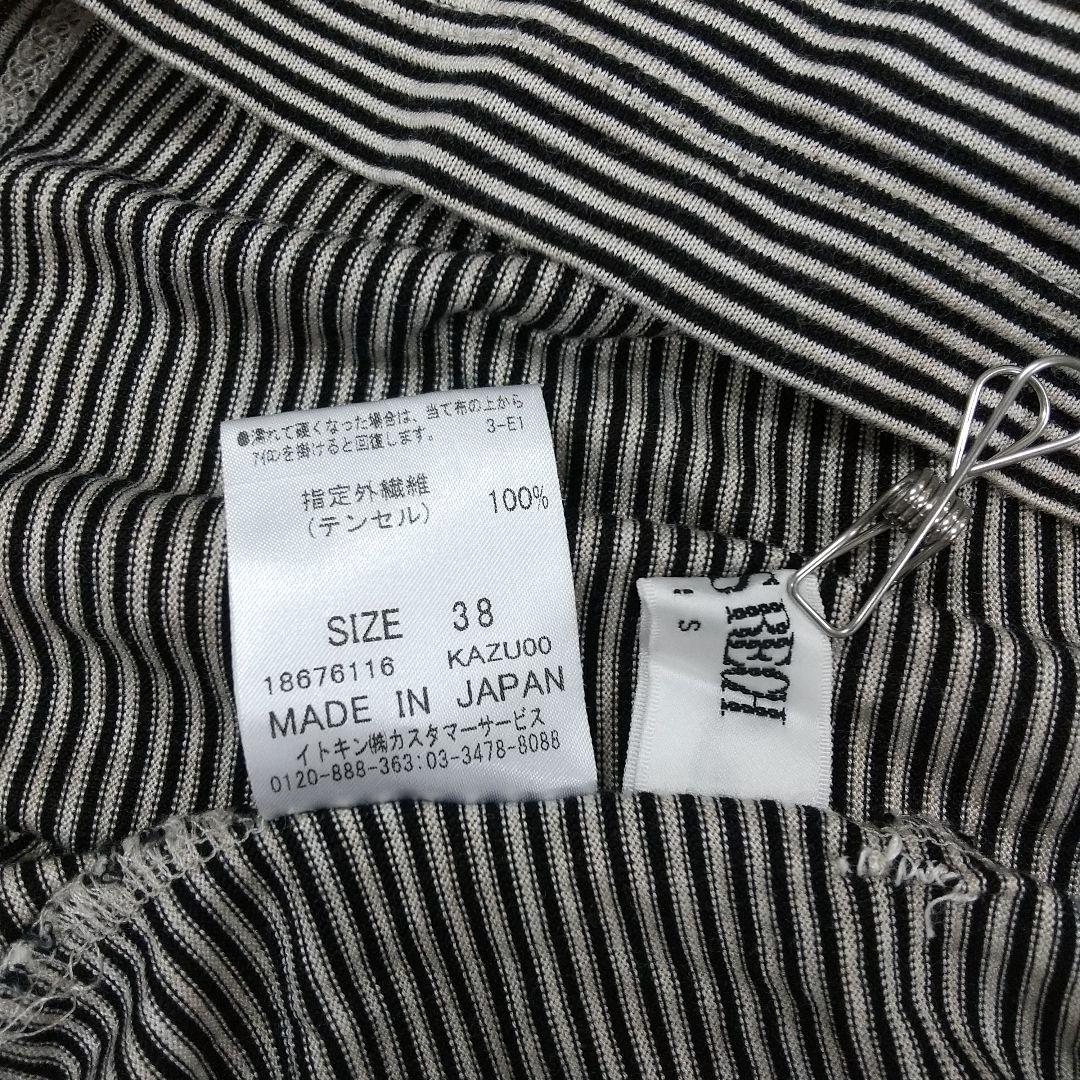 ●濡れて硬くなった場合は、当て布の上から
ｱｲﾛﾝを掛けると回復します。 3-E1
指定外繊維
(テンセル) 100%
SIZE 38
18676116 KAZU00
MADE IN JAPAN
イトキン㈱カスタマーサービス
0120-888-363:03-3478-8088
S